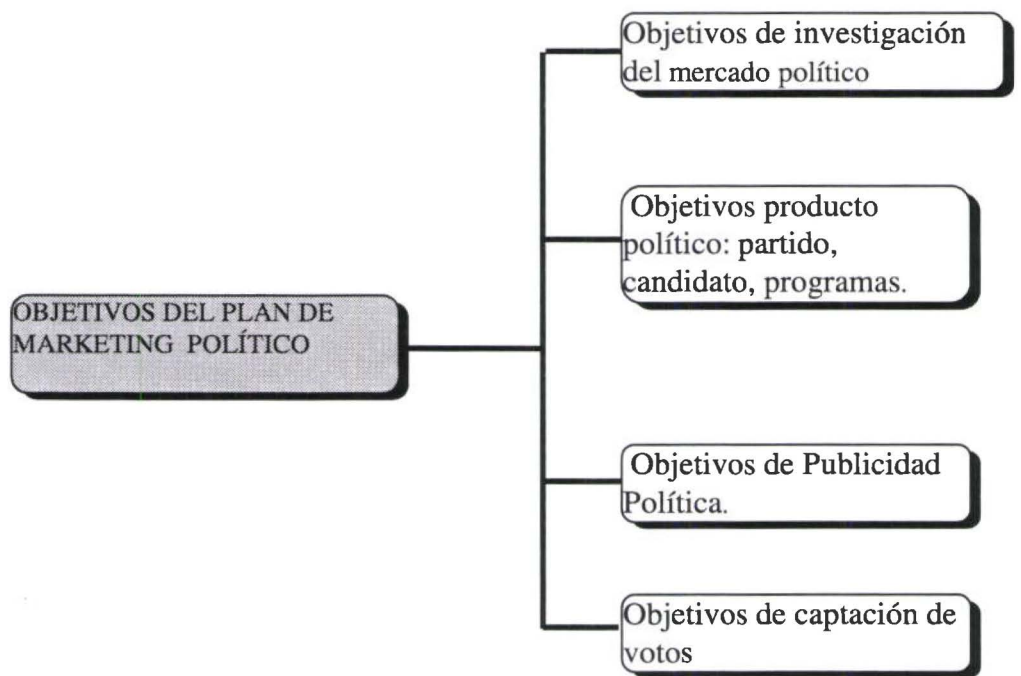 Objetivos de investigación
del mercado político
Objetivos producto
político: partido,
candidato, programas.
OBJETIVOS DEL PLAN DE
MARKETING POLÍTICO
Objetivos de Publicidad
Política.
Objetivos de captación de
votos